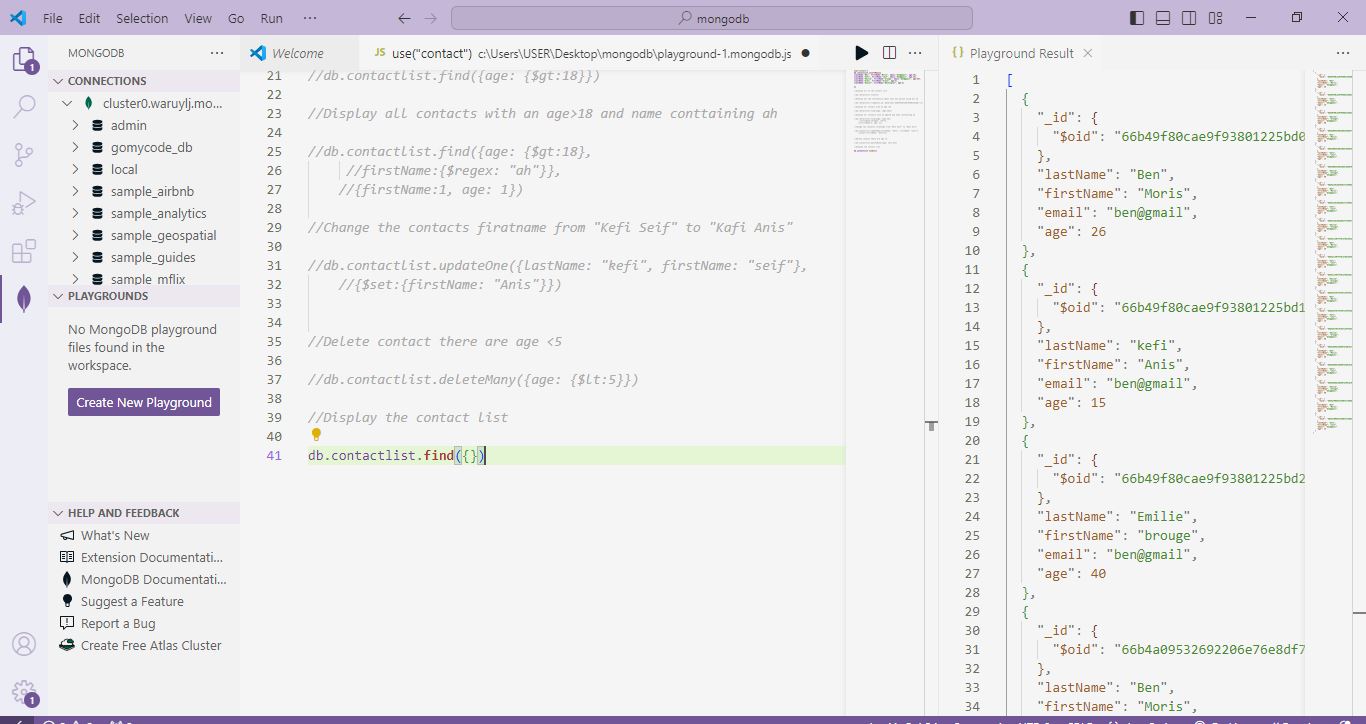 File Edit Selection View Go Run ··· mongodb
MONGODB ···
CONNECTIONS
cluster0.waruylj.mo...
admin
gomycode_db
local
sample_airbnb
sample_analytics
sample_geospatial
sample_guides
sample_mflix
PLAYGROUNDS
No MongoDB playground
files found in the
workspace.
Create New Playground
HELP AND FEEDBACK
What's New
Extension Documentati...
MongoDB Documentati...
Suggest a Feature
Report a Bug
Create Free Atlas Cluster
1
1
Welcome
JS use("contact") c:\Users\USER\Desktop\mongodb\playground-1.mongodb.js ●
21 //db.contactlist.find({age: {$gt:18}})
22
23 //Display all contacts with an age>18 and name conttaining ah
24
25 //db.contactlist.find({age: {$gt:18},
26 //firstName:{$regex: "ah"}},
27 //{firstName:1, age: 1})
28
29 //Change the contacts firatname from "Kefi Seif" to "Kafi Anis"
30
31 //db.contactlist.updateOne({lastName: "kefi", firstName: "seif"},
32 //{$set:{firstName: "Anis"}})
33
34
35 //Delete contact there are age <5
36
37 //db.contactlist.deleteMany({age: {$lt:5}})
38
39 //Display the contact list
40
41 db.contactlist.find({})
{} Playground Result ···
1 [
2 {
3 "_id": {
4 "$oid": "66b49f80cae9f93801225bd0
5 },
6 "lastName": "Ben",
7 "firstName": "Moris",
8 "email": "ben@gmail",
9 "age": 26
10 },
11 {
12 "_id": {
13 "$oid": "66b49f80cae9f93801225bd1
14 },
15 "lastName": "kefi",
16 "firstName": "Anis",
17 "email": "ben@gmail",
18 "age": 15
19 },
20 {
21 "_id": {
22 "$oid": "66b49f80cae9f93801225bd2
23 },
24 "lastName": "Emilie",
25 "firstName": "brouge",
26 "email": "ben@gmail",
27 "age": 40
28 },
29 {
30 "_id": {
31 "$oid": "66b4a09532692206e76e8df7
32 },
33 "lastName": "Ben",
34 "firstName": "Moris",